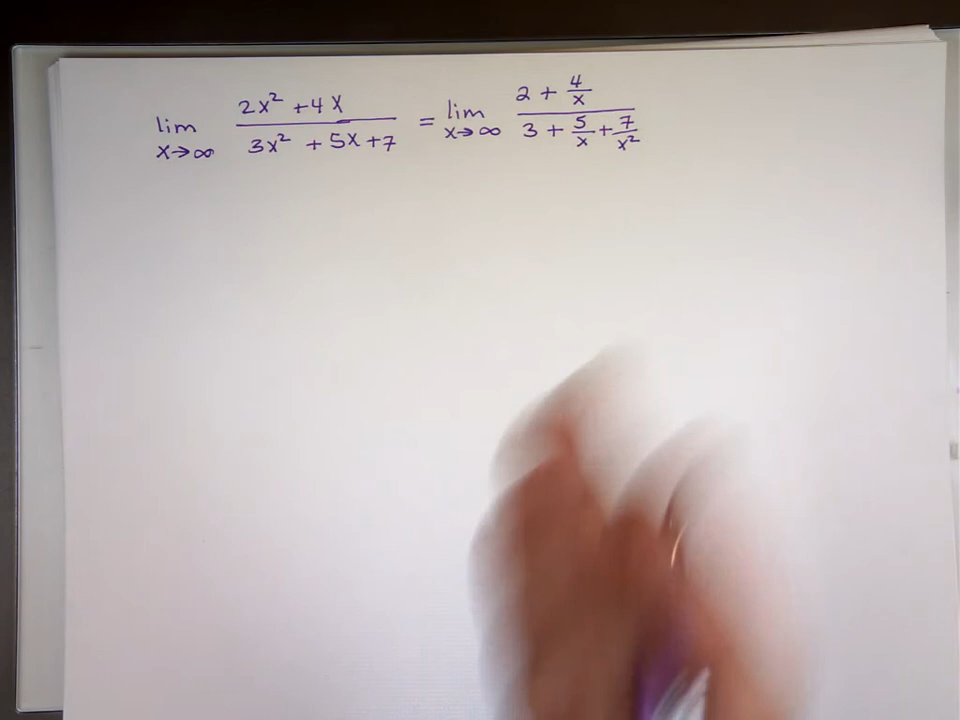 lim x→∞ (2x² + 4x)/(3x² + 5x + 7) = lim x→∞ (2 + 4/x)/(3 + 5/x + 7/x²)